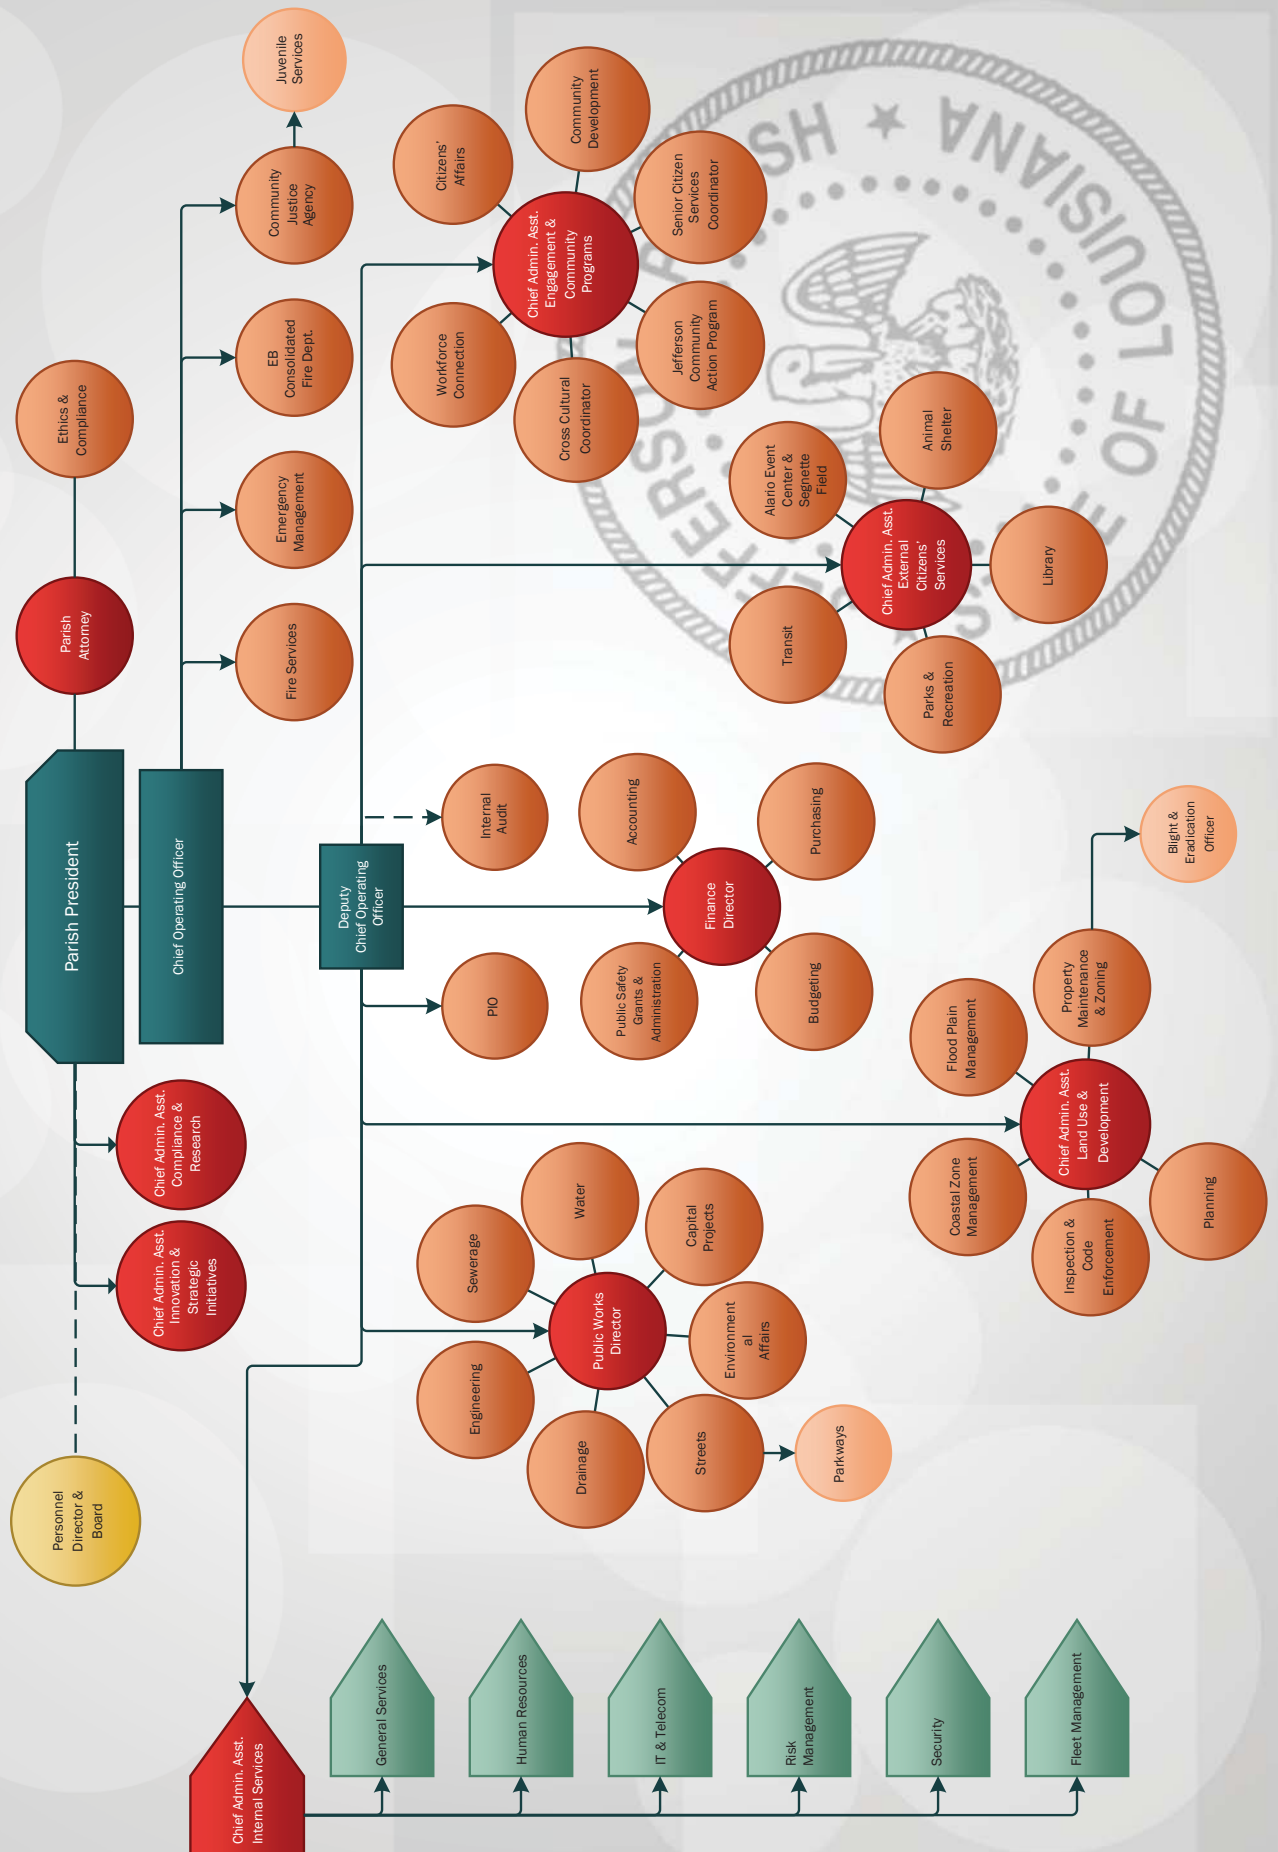 Personnel
Director &
Board
Parish President
Parish
Attorney
Ethics &
Compliance
Chief Admin. Asst.
Innovation &
Strategic
Initiatives
Chief Admin. Asst.
Compliance &
Research
Chief Operating Officer
Fire Services
Emergency
Management
EB
Consolidated
Fire Dept.
Community
Justice
Agency
Juvenile
Services
Deputy
Chief Operating
Officer
PIO
Internal
Audit
Chief Admin. Asst.
Internal Services
General Services
Human Resources
IT & Telecom
Risk
Management
Security
Fleet Management
Public Works
Director
Engineering
Sewerage
Water
Capital
Projects
Environment
al
Affairs
Streets
Drainage
Parkways
Finance
Director
Public Safety
Grants &
Administration
Accounting
Purchasing
Budgeting
Chief Admin. Asst.
Engagement &
Community
Programs
Workforce
Connection
Citizens'
Affairs
Community
Development
Senior Citizen
Services
Coordinator
Jefferson
Community
Action Program
Cross Cultural
Coordinator
Chief Admin. Asst.
External
Citizens'
Services
Transit
Alario Event
Center &
Segnette
Field
Animal
Shelter
Library
Parks &
Recreation
Chief Admin. Asst.
Land Use &
Development
Coastal Zone
Management
Flood Plain
Management
Property
Maintenance
& Zoning
Blight &
Eradication
Officer
Planning
Inspection &
Code
Enforcement
OF LOUISIANA